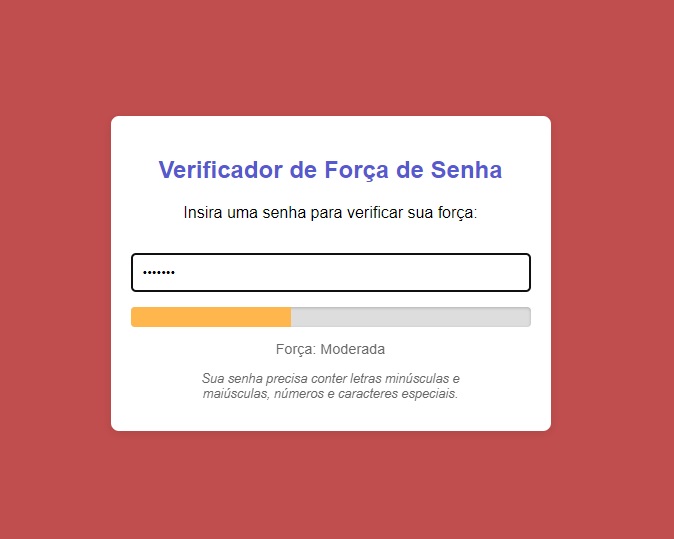 Verificador de Força de Senha
Insira uma senha para verificar sua força:
•••••••
Força: Moderada
Sua senha precisa conter letras minúsculas e
maiúsculas, números e caracteres especiais.